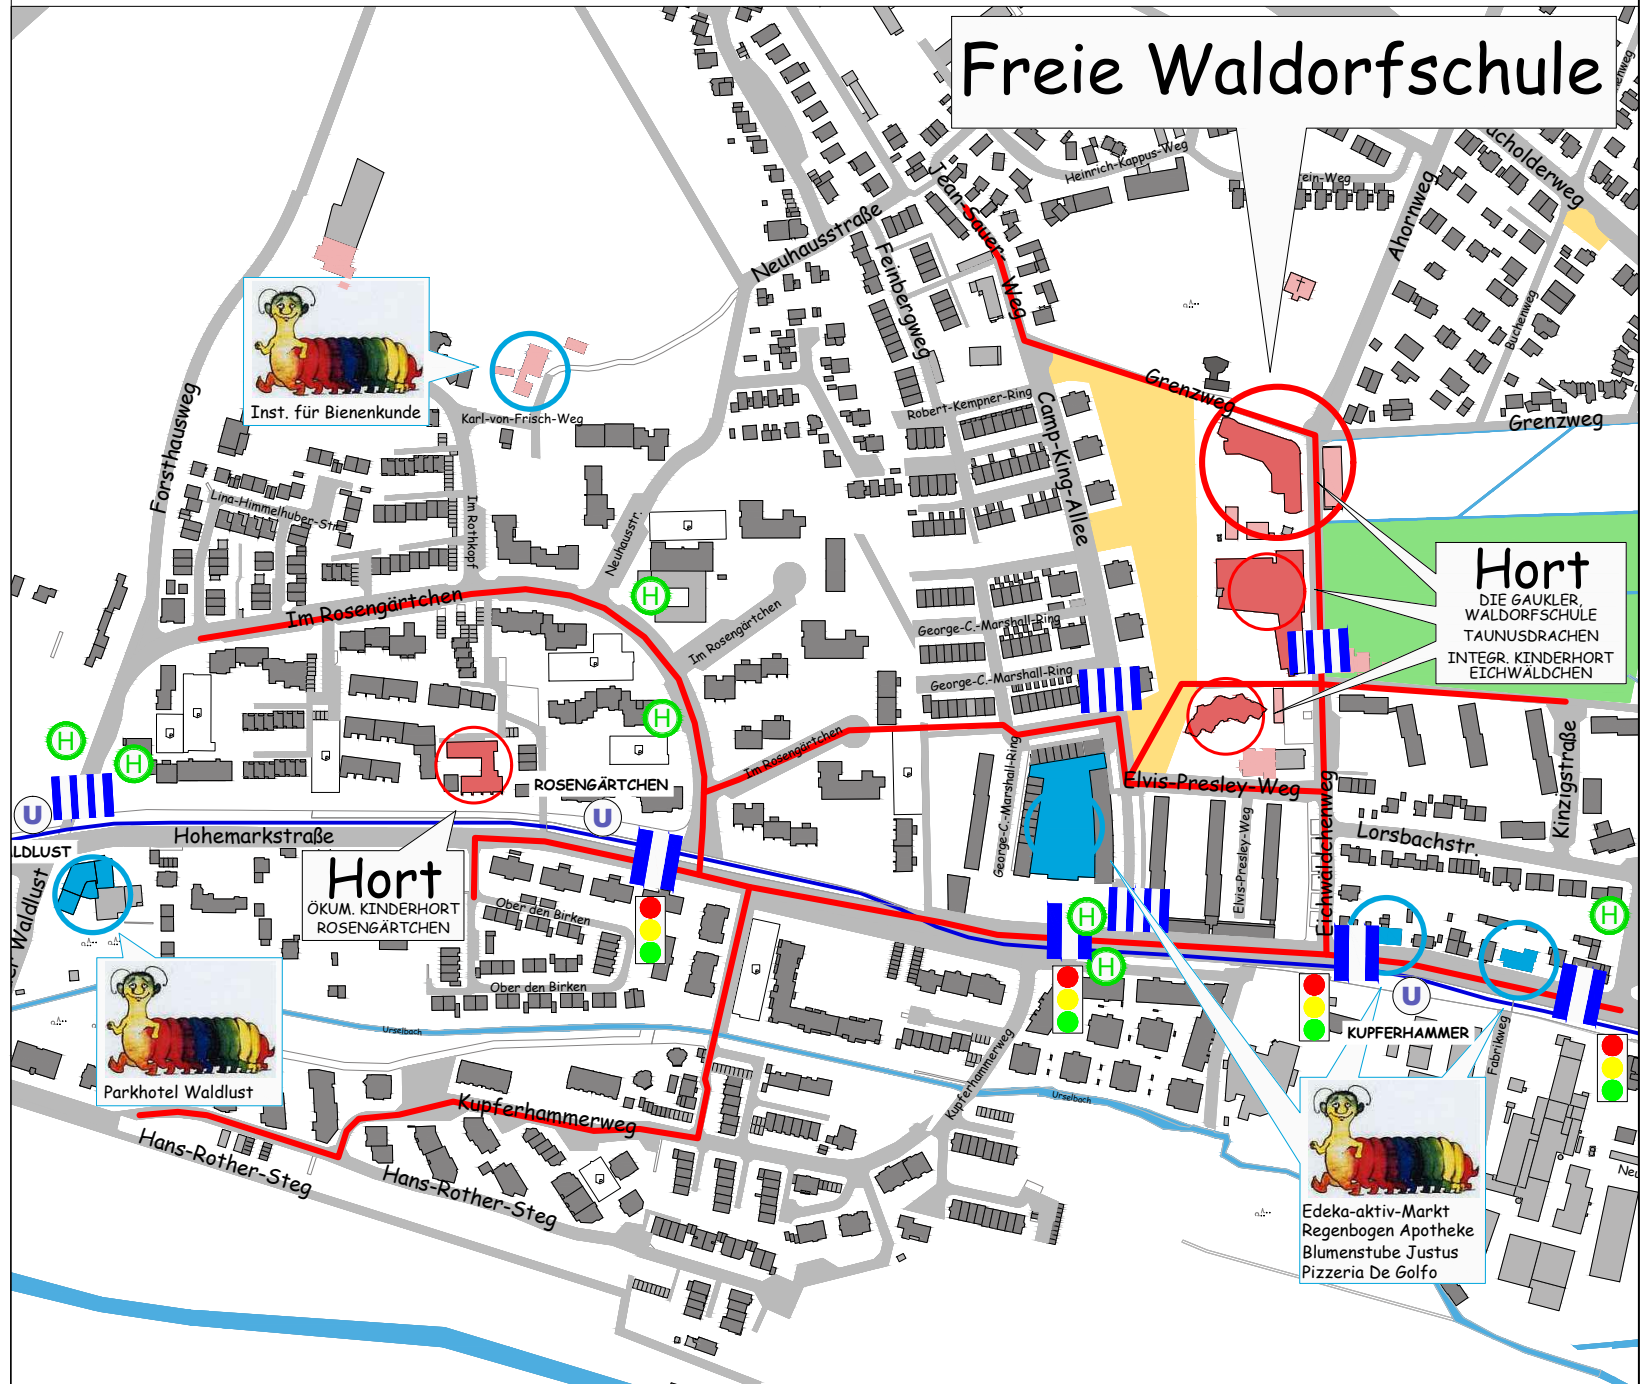 Freie Waldorfschule
Heinrich-Kappus-Weg
Jean-Sauer-Weg
Neuhausstraße
Feinbergweg
Ahornweg
Buchenweg
Grenzweg
Grenzweg
Inst. für Bienenkunde
Karl-von-Frisch-Weg
Robert-Kempner-Ring
Camp-King-Allee
Forsthausweg
Lina-Himmelhuber-Str.
Im Rothkopf
Neuhausstr.
H
Im Rosengärtchen
Im Rosengärtchen
George-C.-Marshall-Ring
George-C.-Marshall-Ring
Hort
DIE GAUKLER,
WALDORFSCHULE
TAUNUSDRACHEN
INTEGR. KINDERHORT
EICHWÄLDCHEN
H
H
H
Im Rosengärtchen
George-C.-Marshall-Ring
Elvis-Presley-Weg
Elvis-Presley-Weg
Eichwäldchenweg
Kinzigstraße
Lorsbachstr.
ROSENGÄRTCHEN
U
U
Hohemarkstraße
Hort
ÖKUM. KINDERHORT
ROSENGÄRTCHEN
Ober den Birken
Ober den Birken
H
H
H
U
KUPFERHAMMER
Fabrikweg
Urselbach
Urselbach
Parkhotel Waldlust
Kupferhammerweg
Kupferhammerweg
Hans-Rother-Steg
Hans-Rother-Steg
Edeka-aktiv-Markt
Regenbogen Apotheke
Blumenstube Justus
Pizzeria De Golfo